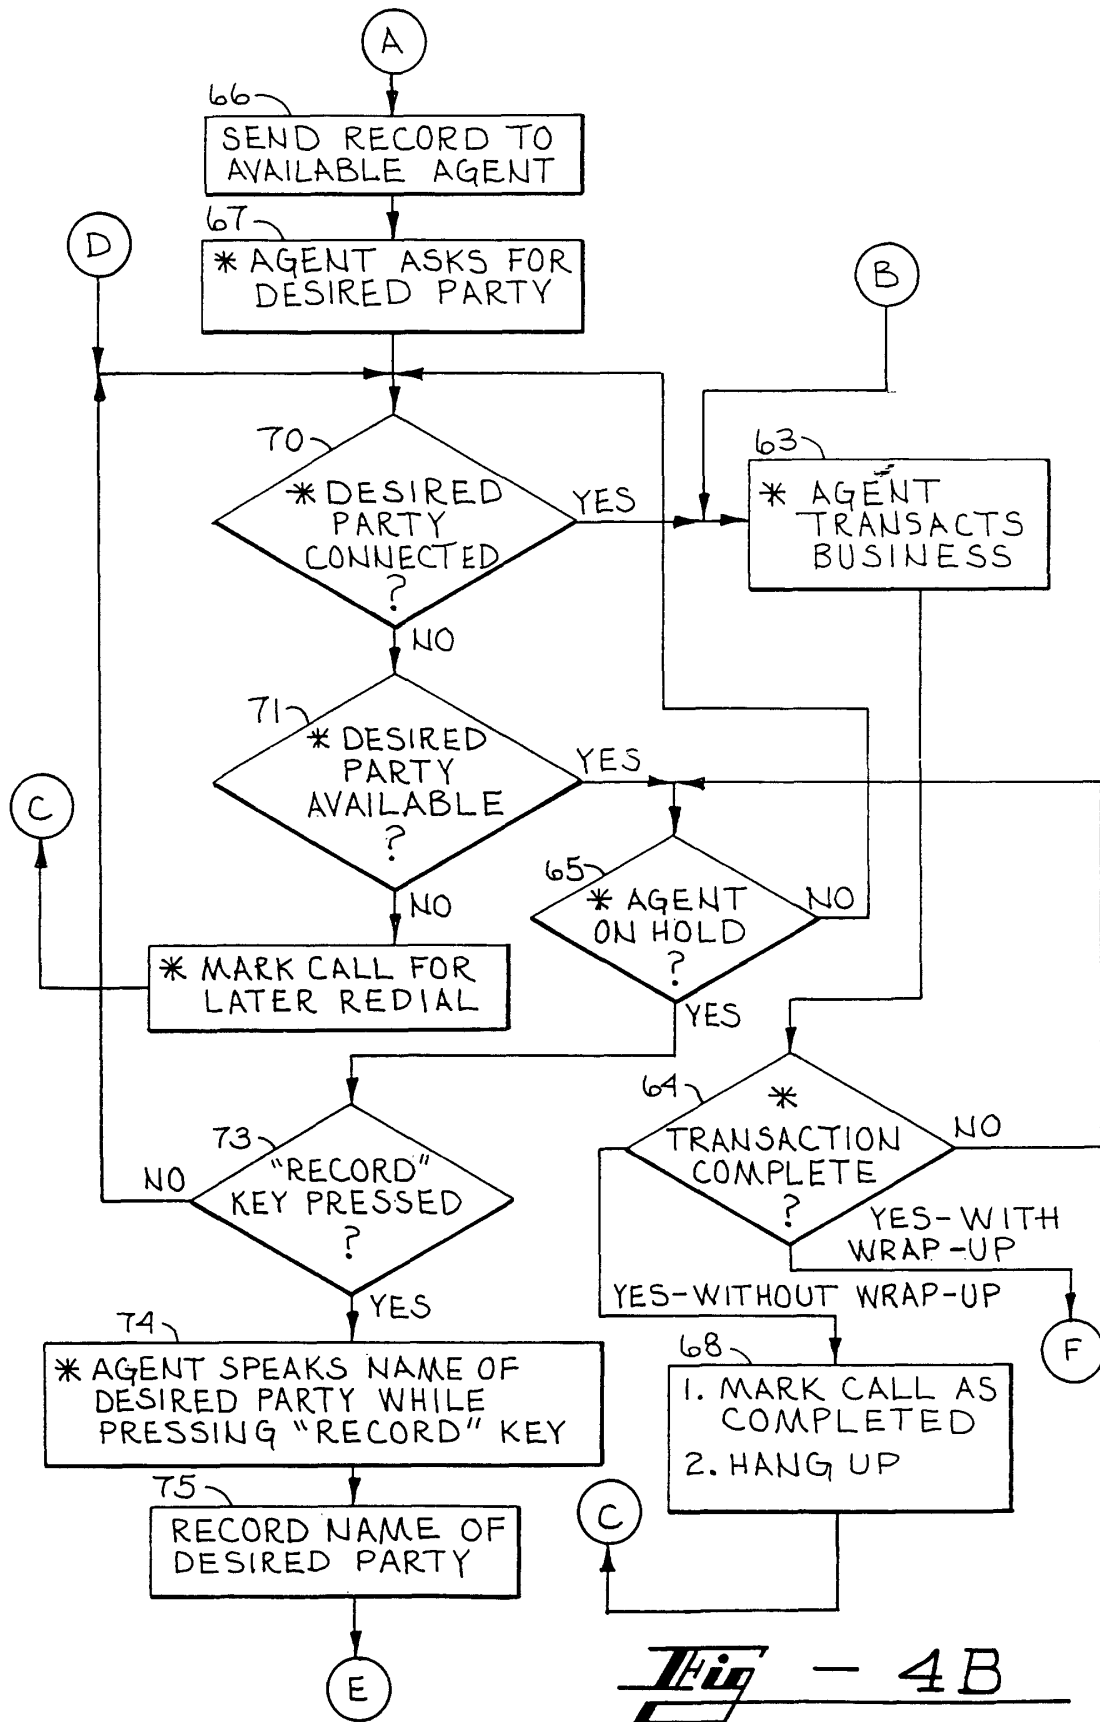 A
66
SEND RECORD TO
AVAILABLE AGENT
67
* AGENT ASKS FOR
DESIRED PARTY
D
B
70
* DESIRED
PARTY
CONNECTED
?
YES
NO
63
* AGENT
TRANSACTS
BUSINESS
71
* DESIRED
PARTY
AVAILABLE
?
YES
NO
C
* MARK CALL FOR
LATER REDIAL
65
* AGENT
ON HOLD
?
NO
YES
73
"RECORD"
KEY PRESSED
?
NO
YES
64
*
TRANSACTION
COMPLETE
?
NO
YES-WITH
WRAP-UP
YES-WITHOUT WRAP-UP
F
74
* AGENT SPEAKS NAME OF
DESIRED PARTY WHILE
PRESSING "RECORD" KEY
68
1. MARK CALL AS
COMPLETED
2. HANG UP
75
RECORD NAME OF
DESIRED PARTY
C
E
Fig - 4B